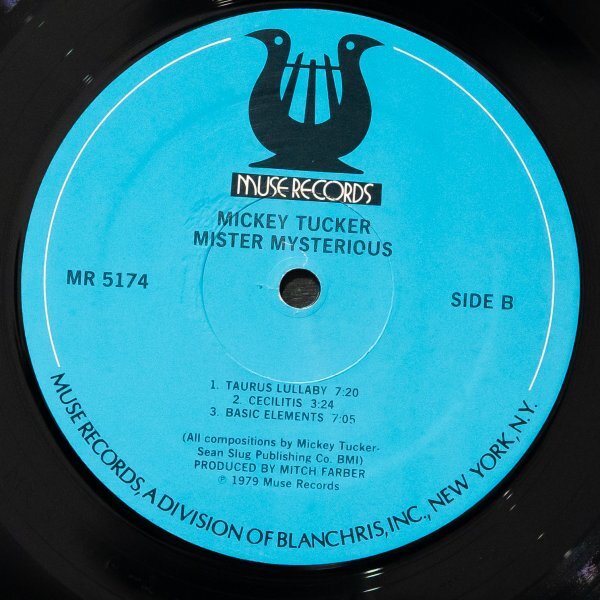 MUSE RECORDS
MICKEY TUCKER
MISTER MYSTERIOUS
MR 5174
SIDE B
1. TAURUS LULLABY 7:20
2. CECILITIS 3:24
3. BASIC ELEMENTS 7:05
(All compositions by Mickey Tucker-
Sean Slug Publishing Co. BMI)
PRODUCED BY MITCH FARBER
℗ 1979 Muse Records
MUSE RECORDS, A DIVISION OF BLANCHRIS, INC., NEW YORK, N.Y.